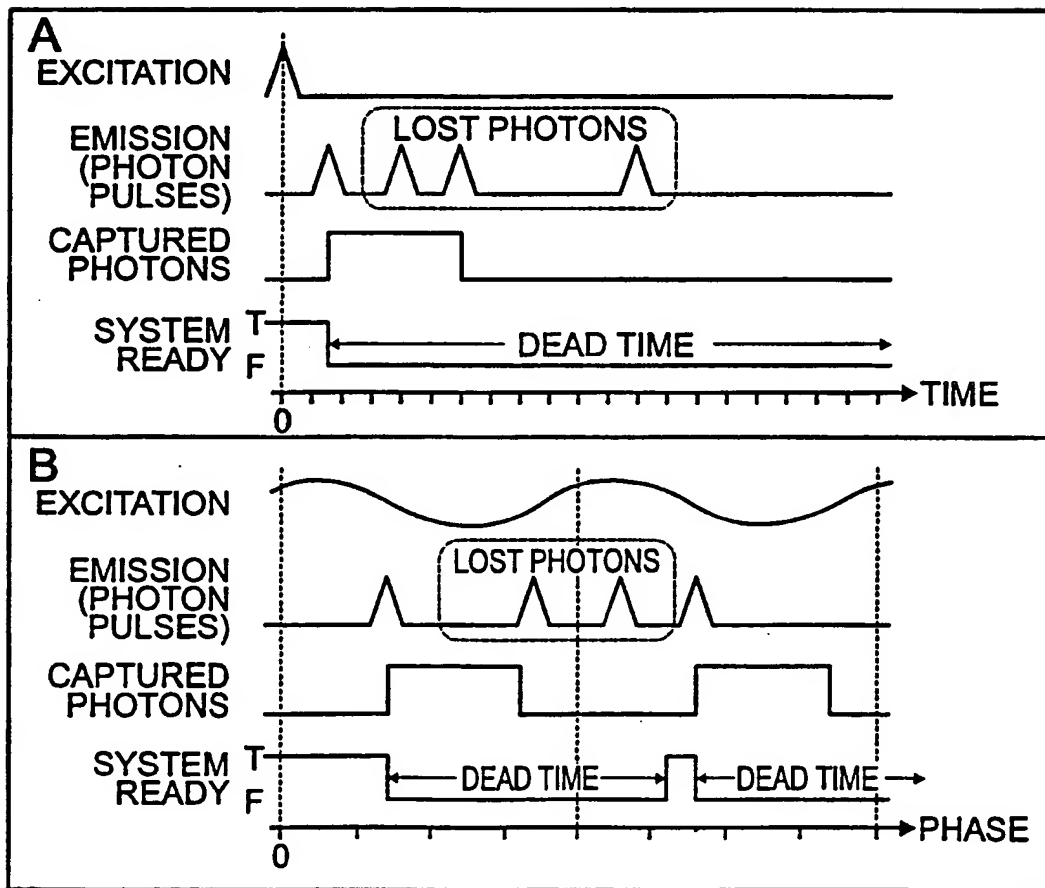 A
EXCITATION
LOST PHOTONS
EMISSION
(PHOTON
PULSES)
CAPTURED
PHOTONS
SYSTEM T
READY F
DEAD TIME
TIME
0
B
EXCITATION
LOST PHOTONS
EMISSION
(PHOTON
PULSES)
CAPTURED
PHOTONS
SYSTEM T
READY F
DEAD TIME DEAD TIME
PHASE
0